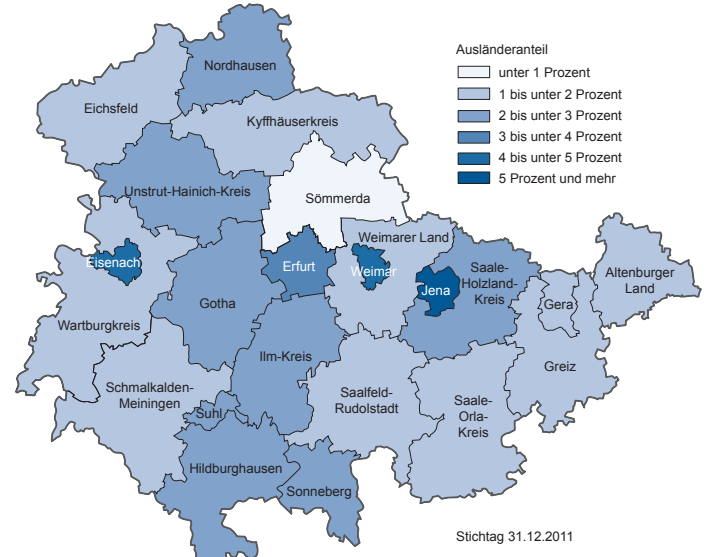 Ausländeranteil
unter 1 Prozent
1 bis unter 2 Prozent
2 bis unter 3 Prozent
3 bis unter 4 Prozent
4 bis unter 5 Prozent
5 Prozent und mehr
Nordhausen
Eichsfeld
Kyffhäuserkreis
Unstrut-Hainich-Kreis
Sömmerda
Weimarer Land
Eisenach
Erfurt
Weimar
Jena
Saale-
Holzland-
Kreis
Altenburger
Land
Gera
Gotha
Wartburgkreis
Ilm-Kreis
Greiz
Schmalkalden-
Meiningen
Saalfeld-
Rudolstadt
Saale-
Orla-
Kreis
Suhl
Hildburghausen
Sonneberg
Stichtag 31.12.2011